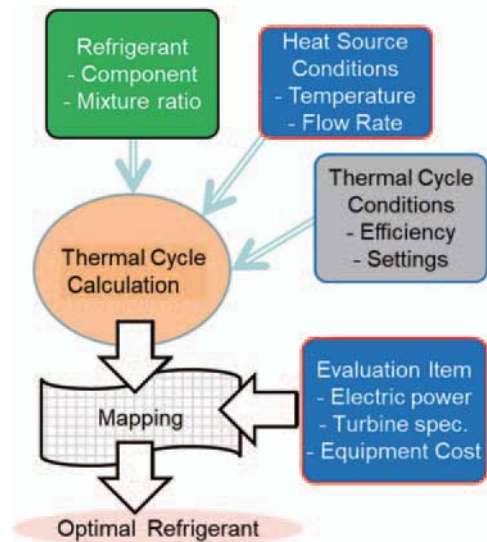 Refrigerant
- Component
- Mixture ratio
Heat Source
Conditions
- Temperature
- Flow Rate
Thermal Cycle
Conditions
- Efficiency
- Settings
Thermal Cycle
Calculation
Evaluation Item
- Electric power
- Turbine spec.
- Equipment Cost
Mapping
Optimal Refrigerant